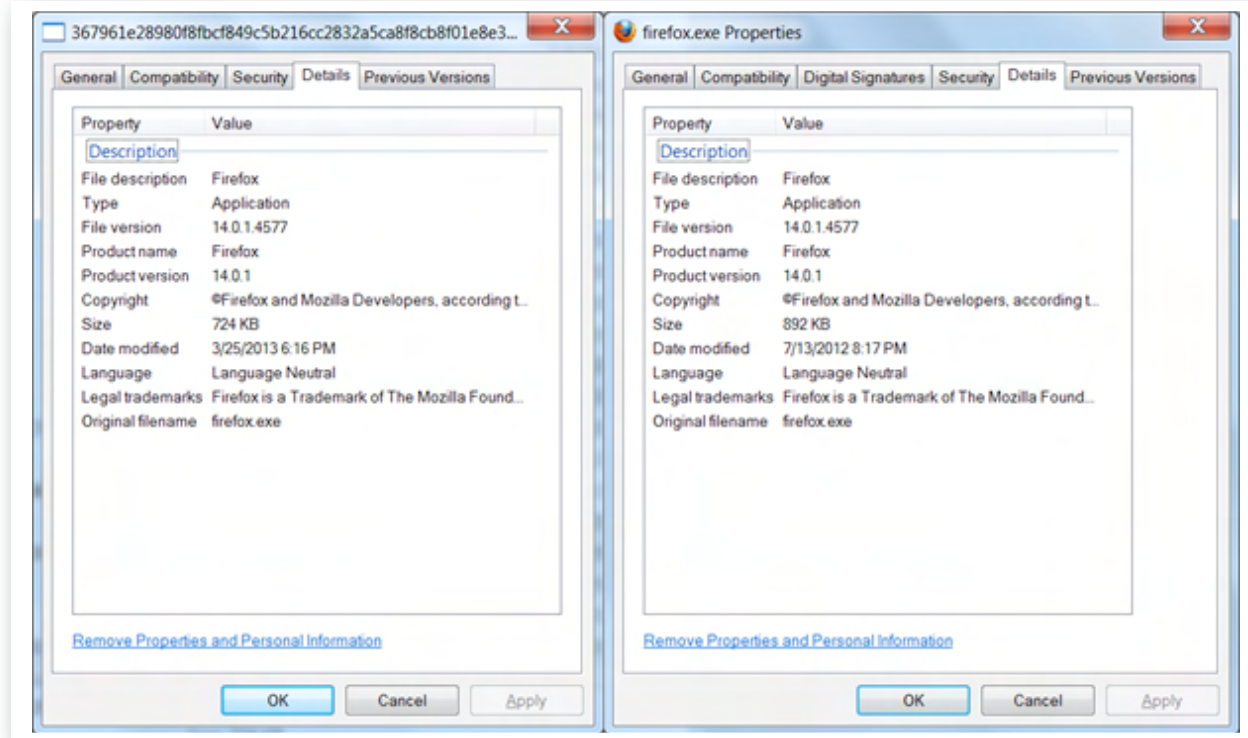 367961e28980f8fbcf849c5b216cc2832a5ca8f8cb8f01e8e3...
General Compatibility Security Details Previous Versions
Property Value
Description
File description Firefox
Type Application
File version 14.0.1.4577
Product name Firefox
Product version 14.0.1
Copyright ©Firefox and Mozilla Developers, according t...
Size 724 KB
Date modified 3/25/2013 6:16 PM
Language Language Neutral
Legal trademarks Firefox is a Trademark of The Mozilla Found...
Original filename firefox.exe
Remove Properties and Personal Information
OK Cancel Apply
firefox.exe Properties
General Compatibility Digital Signatures Security Details Previous Versions
Property Value
Description
File description Firefox
Type Application
File version 14.0.1.4577
Product name Firefox
Product version 14.0.1
Copyright ©Firefox and Mozilla Developers, according t...
Size 892 KB
Date modified 7/13/2012 8:17 PM
Language Language Neutral
Legal trademarks Firefox is a Trademark of The Mozilla Found...
Original filename firefox.exe
Remove Properties and Personal Information
OK Cancel Apply